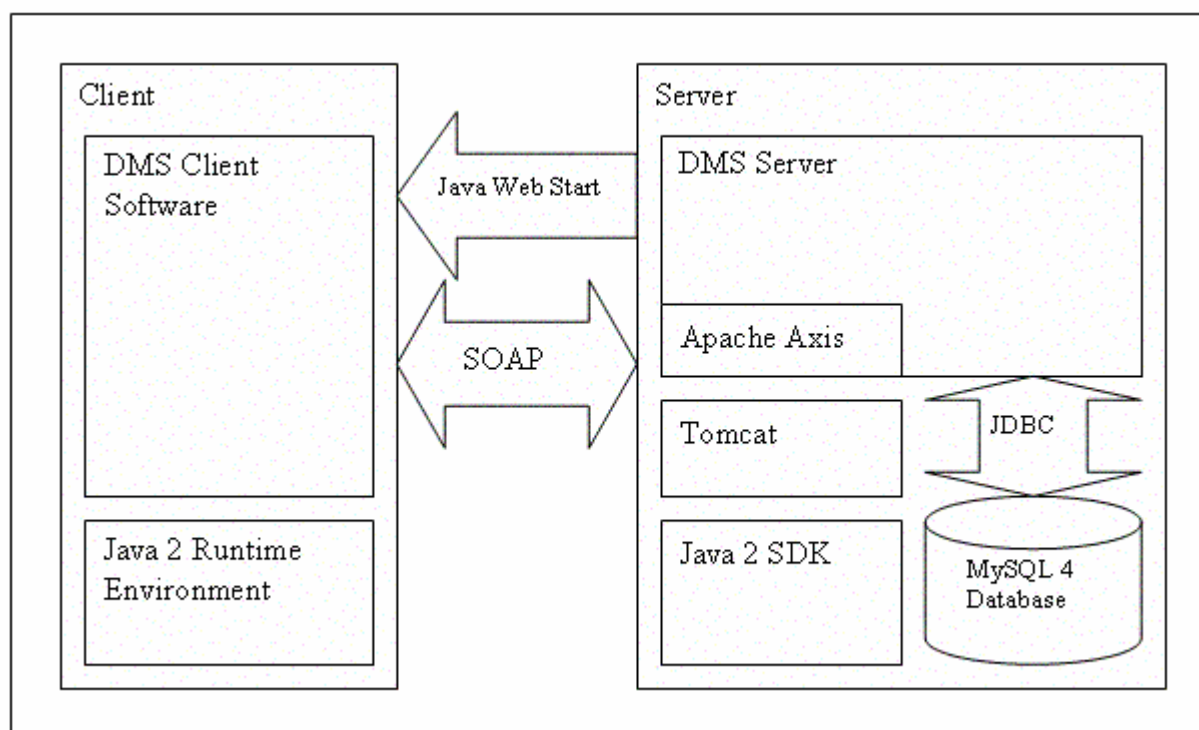 Client
DMS Client
Software
Java 2 Runtime
Environment
Java Web Start
SOAP
Server
DMS Server
Apache Axis
Tomcat
JDBC
Java 2 SDK
MySQL 4
Database